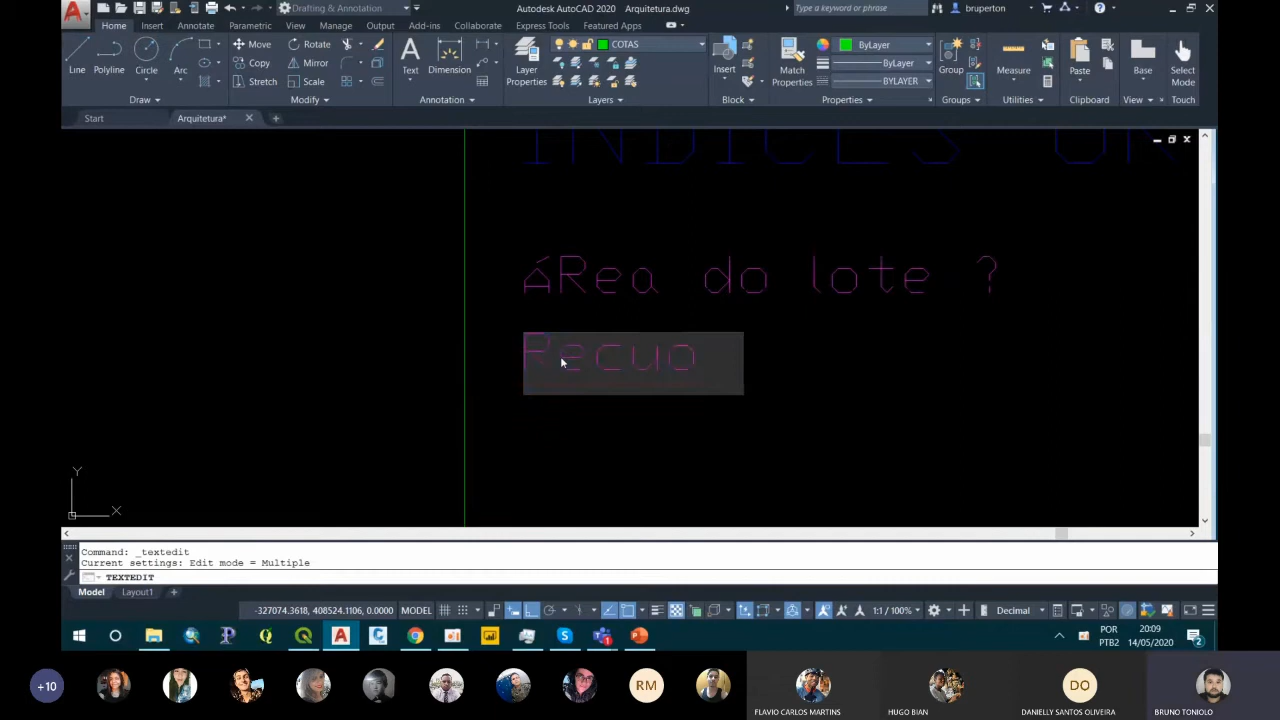 Autodesk AutoCAD 2020 Arquitetura.dwg
Drafting & Annotation
Type a keyword or phrase
bruperton
Home Insert Annotate Parametric View Manage Output Add-ins Collaborate Express Tools Featured Apps
Line Polyline Circle Arc
Move Rotate
Copy Mirror
Stretch Scale
Text Dimension
Layer Properties
COTAS
Insert
Match Properties
ByLayer
ByLayer
BYLAYER
Group
Measure
Paste
Base
Select Mode
Draw Modify Annotation Layers Block Properties Groups Utilities Clipboard View Touch
Start Arquitetura*
ÍNDICES UR
áRea do lote ?
Recuo
Y
X
Command: _textedit
Current settings: Edit mode = Multiple
TEXTEDIT
Model Layout1
-327074.3618, 408524.1106, 0.0000 MODEL 1:1 / 100% Decimal
POR
PTB2
20:09
14/05/2020
+10
RM
FLAVIO CARLOS MARTINS
HUGO BIAN
DO
DANIELLY SANTOS OLIVEIRA
BRUNO TONIOLO